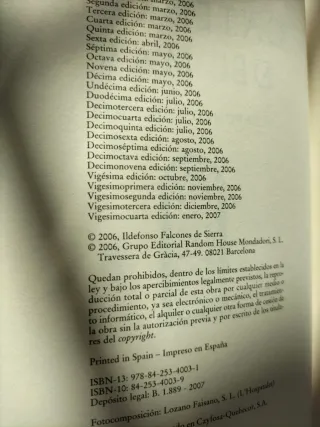 Segunda edición: marzo, 2006
Tercera edición: marzo, 2006
Cuarta edición: marzo, 2006
Quinta edición: marzo, 2006
Sexta edición: abril, 2006
Séptima edición: mayo, 2006
Octava edición: mayo, 2006
Novena edición: mayo, 2006
Décima edición: mayo, 2006
Undécima edición: junio, 2006
Duodécima edición: julio, 2006
Decimotercera edición: julio, 2006
Decimocuarta edición: julio, 2006
Decimoquinta edición: julio, 2006
Decimosexta edición: agosto, 2006
Decimoséptima edición: agosto, 2006
Decimoctava edición: septiembre, 2006
Decimonovena edición: septiembre, 2006
Vigésima edición: octubre, 2006
Vigesimoprimera edición: noviembre, 2006
Vigesimosegunda edición: noviembre, 2006
Vigesimotercera edición: diciembre, 2006
Vigesimocuarta edición: enero, 2007
© 2006, Ildefonso Falcones de Sierra
© 2006, Grupo Editorial Random House Mondadori, S. L.
Travessera de Gràcia, 47-49. 08021 Barcelona
Quedan prohibidos, dentro de los límites establecidos en la
ley y bajo los apercibimientos legalmente previstos, la repro-
ducción total o parcial de esta obra por cualquier medio o
procedimiento, ya sea electrónico o mecánico, el tratamien-
to informático, el alquiler o cualquier otra forma de cesión de
la obra sin la autorización previa y por escrito de los titula-
res del copyright.
Printed in Spain – Impreso en España
ISBN-13: 978-84-253-4003-1
ISBN-10: 84-253-4003-9
Depósito legal: B. 1.889 - 2007
Fotocomposición: Lozano Faisano, S. L. (L'Hospitalet)
en Cayfosa-Quebecor, S.A.